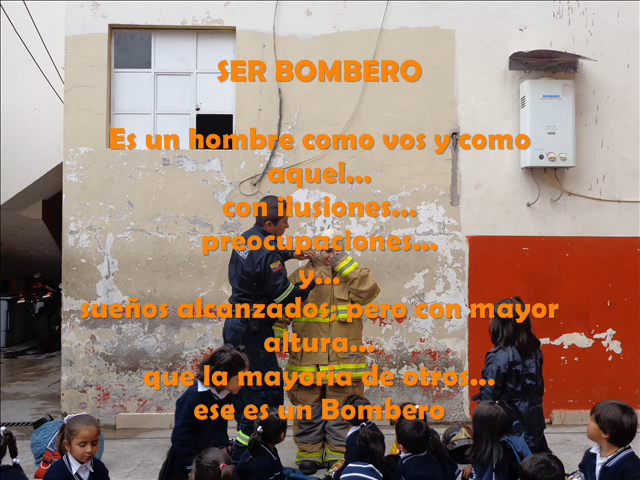 SER BOMBERO
Es un hombre como vos y como
aquel...
con ilusiones...
preocupaciones...
y...
sueños alcanzados, pero con mayor
altura...
que la mayoría de otros...
ese es un Bombero